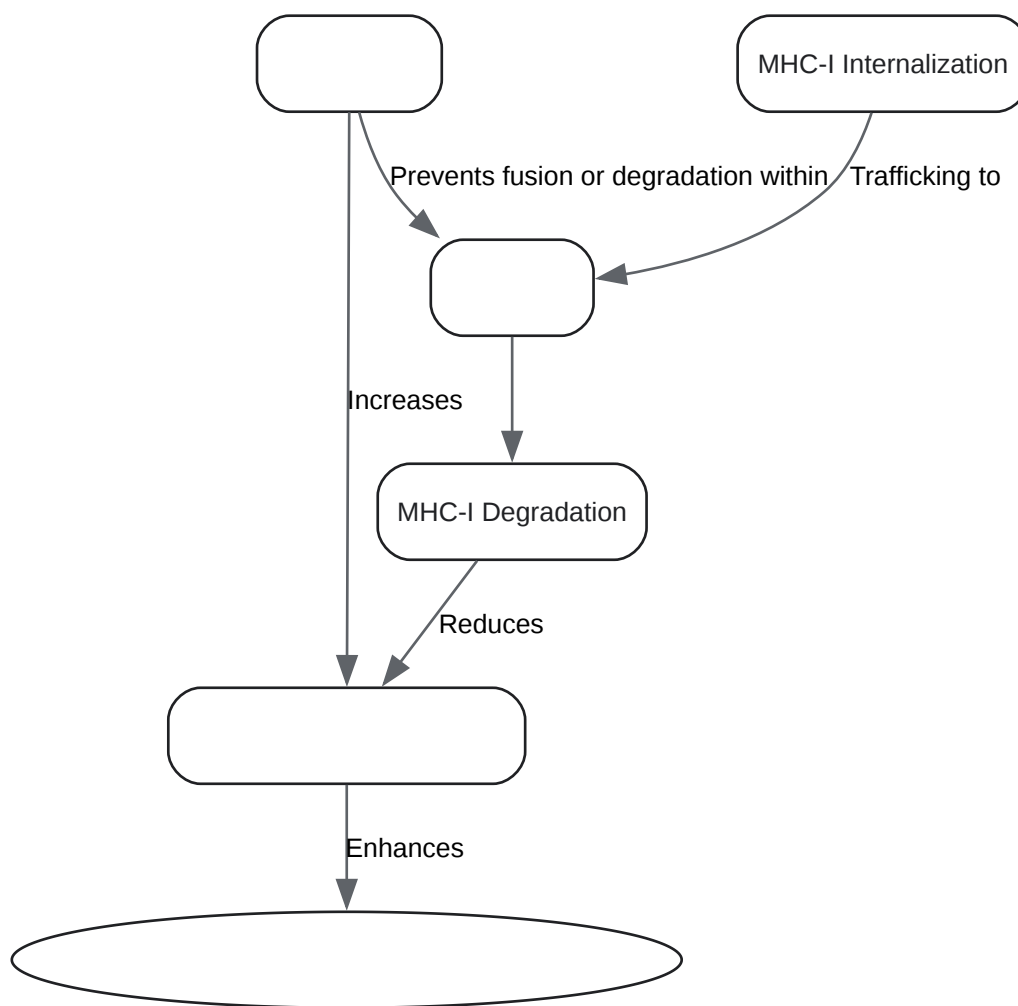 MHC-I Internalization
Prevents fusion or degradation within
Trafficking to
Increases
MHC-I Degradation
Reduces
Enhances